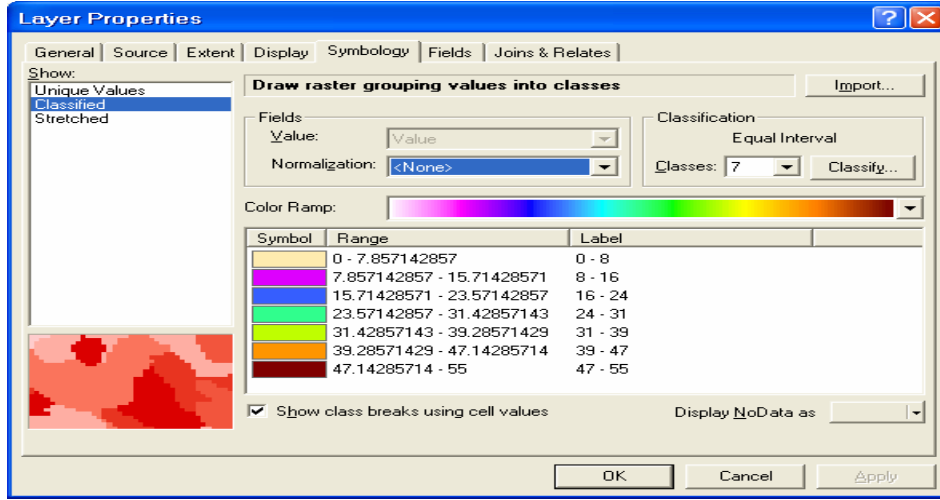 Layer Properties
General Source Extent Display Symbology Fields Joins & Relates
Show:
Unique Values
Classified
Stretched
Draw raster grouping values into classes
Import...
Fields
Value: Value
Normalization: <None>
Classification
Equal Interval
Classes: 7 Classify...
Color Ramp:
Symbol Range Label
0 - 7.857142857 0 - 8
7.857142857 - 15.71428571 8 - 16
15.71428571 - 23.57142857 16 - 24
23.57142857 - 31.42857143 24 - 31
31.42857143 - 39.28571429 31 - 39
39.28571429 - 47.14285714 39 - 47
47.14285714 - 55 47 - 55
Show class breaks using cell values
Display NoData as
OK Cancel Apply